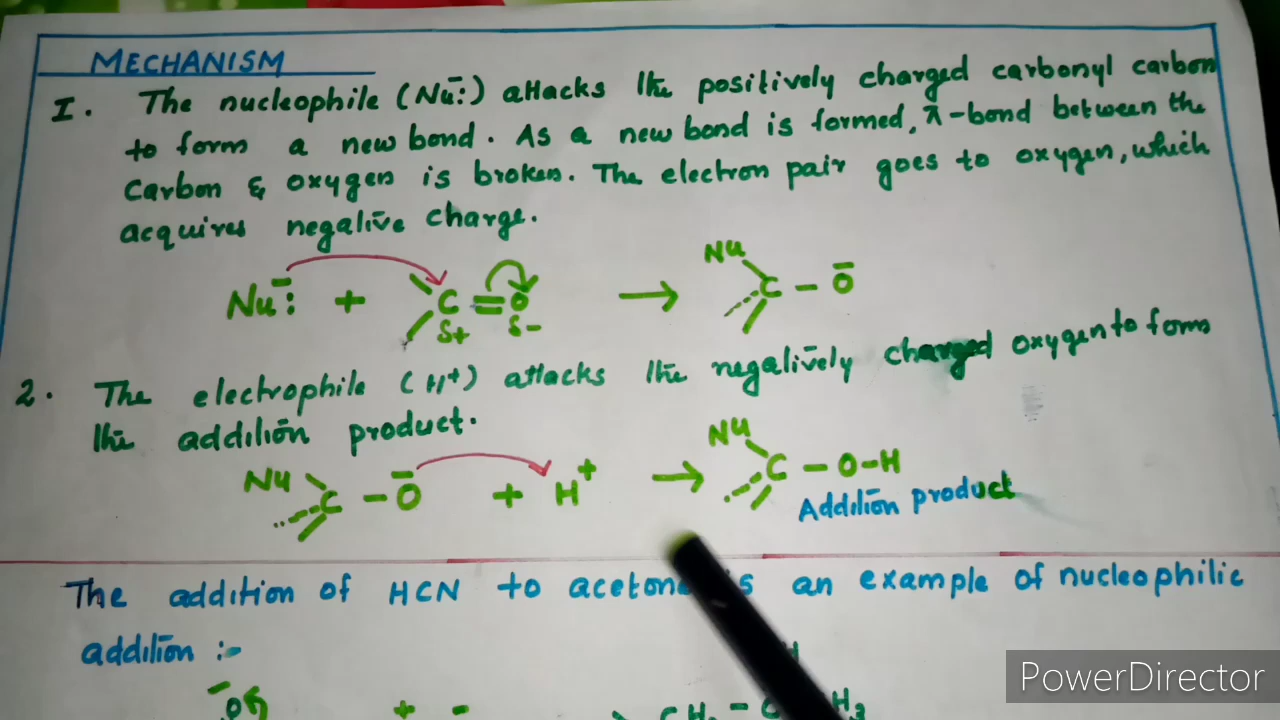 MECHANISM
I. The nucleophile (Nu:⁻) attacks the positively charged carbonyl carbon
to form a new bond. As a new bond is formed, π-bond between the
carbon & oxygen is broken. The electron pair goes to oxygen, which
acquires negative charge.
Nu:⁻ + C=O → Nu C-O⁻
δ+ δ-
2. The electrophile (H+) attacks the negatively charged oxygen to form
the addition product.
Nu C-O⁻ + H+ → Nu C-O-H
Addition product
The addition of HCN to acetone is an example of nucleophilic
addition :-
PowerDirector